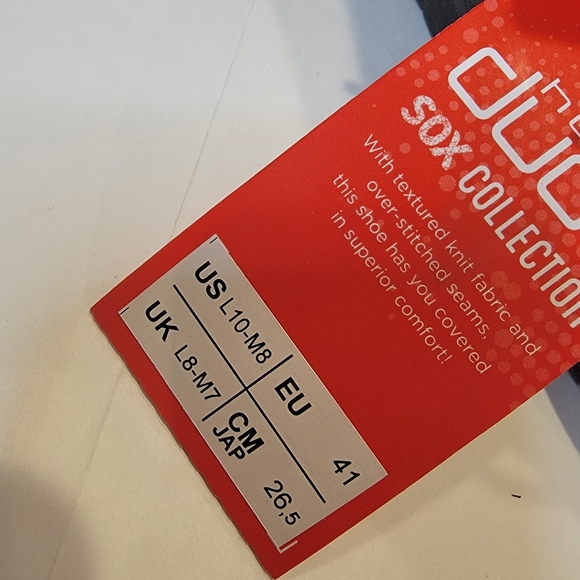 SOX COLLECTION
With textured knit fabric and
over-stitched seams,
this shoe has you covered
in superior comfort!
US L10-M8
EU 41
UK L8-M7
CM
JAP 26,5